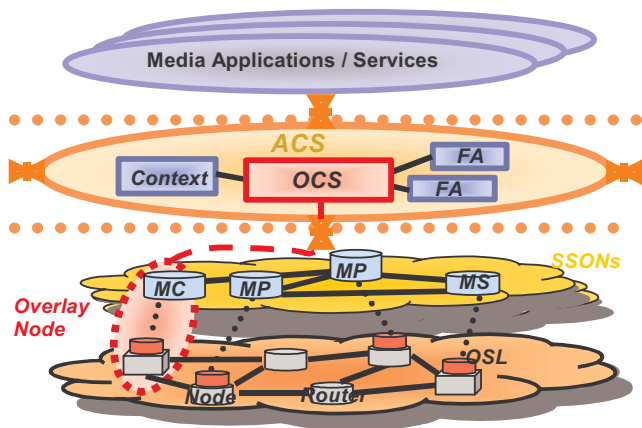 Media Applications / Services
ACS
Context
OCS
FA
FA
SSONs
MP
MC
MP
MS
Overlay
Node
OSL
Node
Router